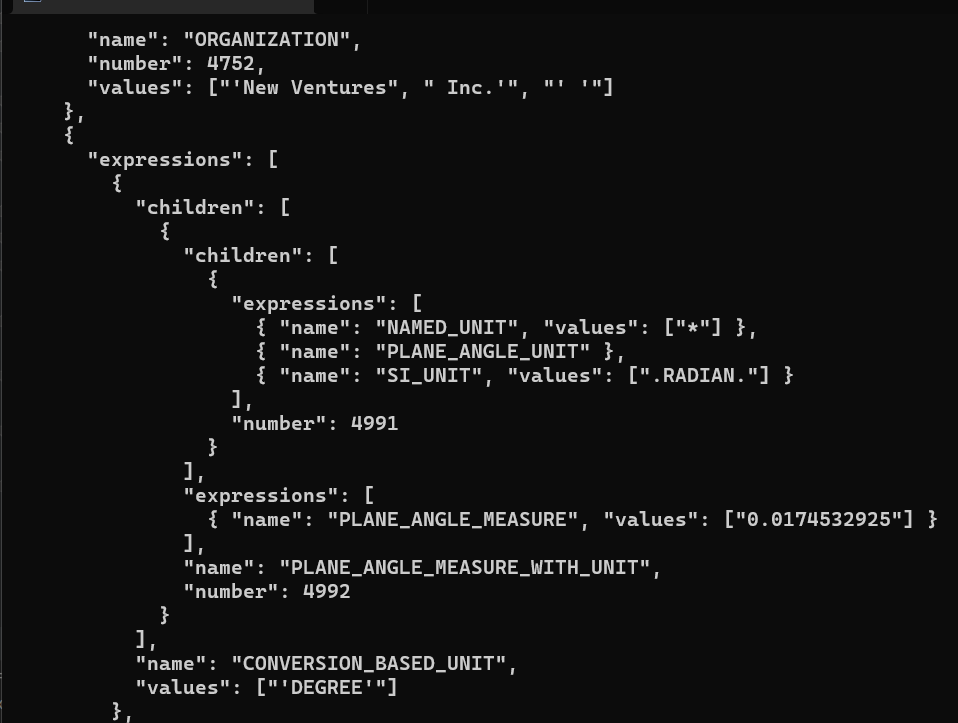 "name": "ORGANIZATION",
"number": 4752,
"values": ["'New Ventures", " Inc.'", "' '"]
},
{
"expressions": [
{
"children": [
{
"children": [
{
"expressions": [
{ "name": "NAMED_UNIT", "values": ["*"] },
{ "name": "PLANE_ANGLE_UNIT" },
{ "name": "SI_UNIT", "values": [".RADIAN."] }
],
"number": 4991
}
],
"expressions": [
{ "name": "PLANE_ANGLE_MEASURE", "values": ["0.0174532925"] }
],
"name": "PLANE_ANGLE_MEASURE_WITH_UNIT",
"number": 4992
}
],
"name": "CONVERSION_BASED_UNIT",
"values": ["'DEGREE'"]
},